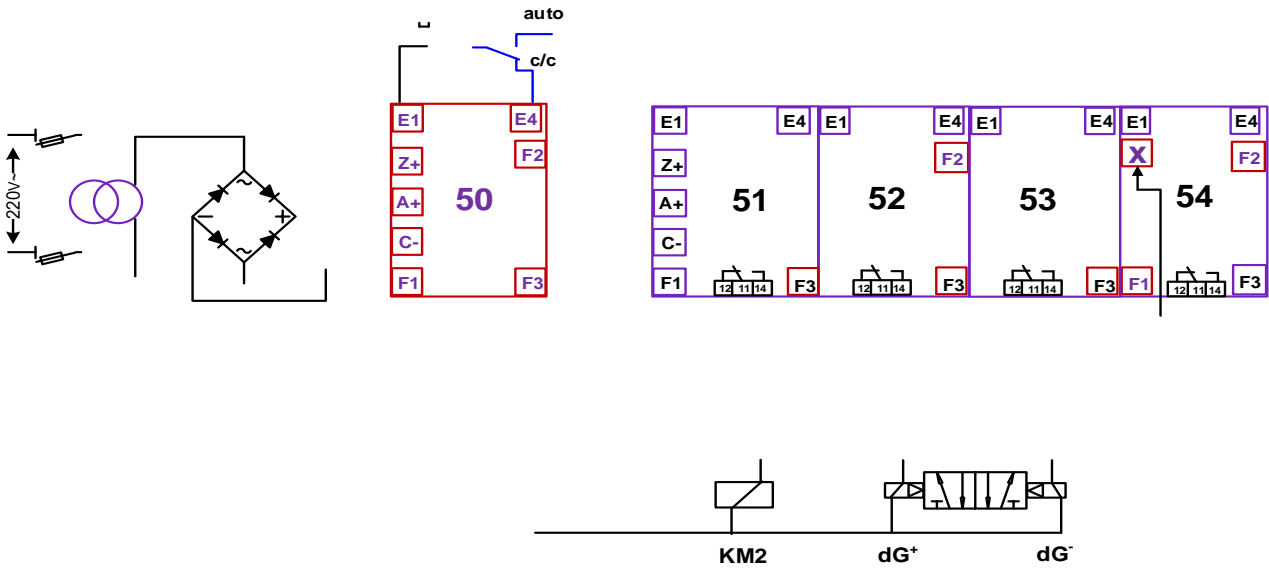 auto
c/c
220V~
~
−
+
~
E1
E4
Z+
F2
A+
50
C-
F1
F3
E1
E4
Z+
A+
51
C-
F1
12 11 14
F3
E1
E4
F2
52
12 11 14
F3
E1
E4
53
12 11 14
F3
E1
E4
X
F2
54
F1
12 11 14
F3
KM2
dG+
dG-